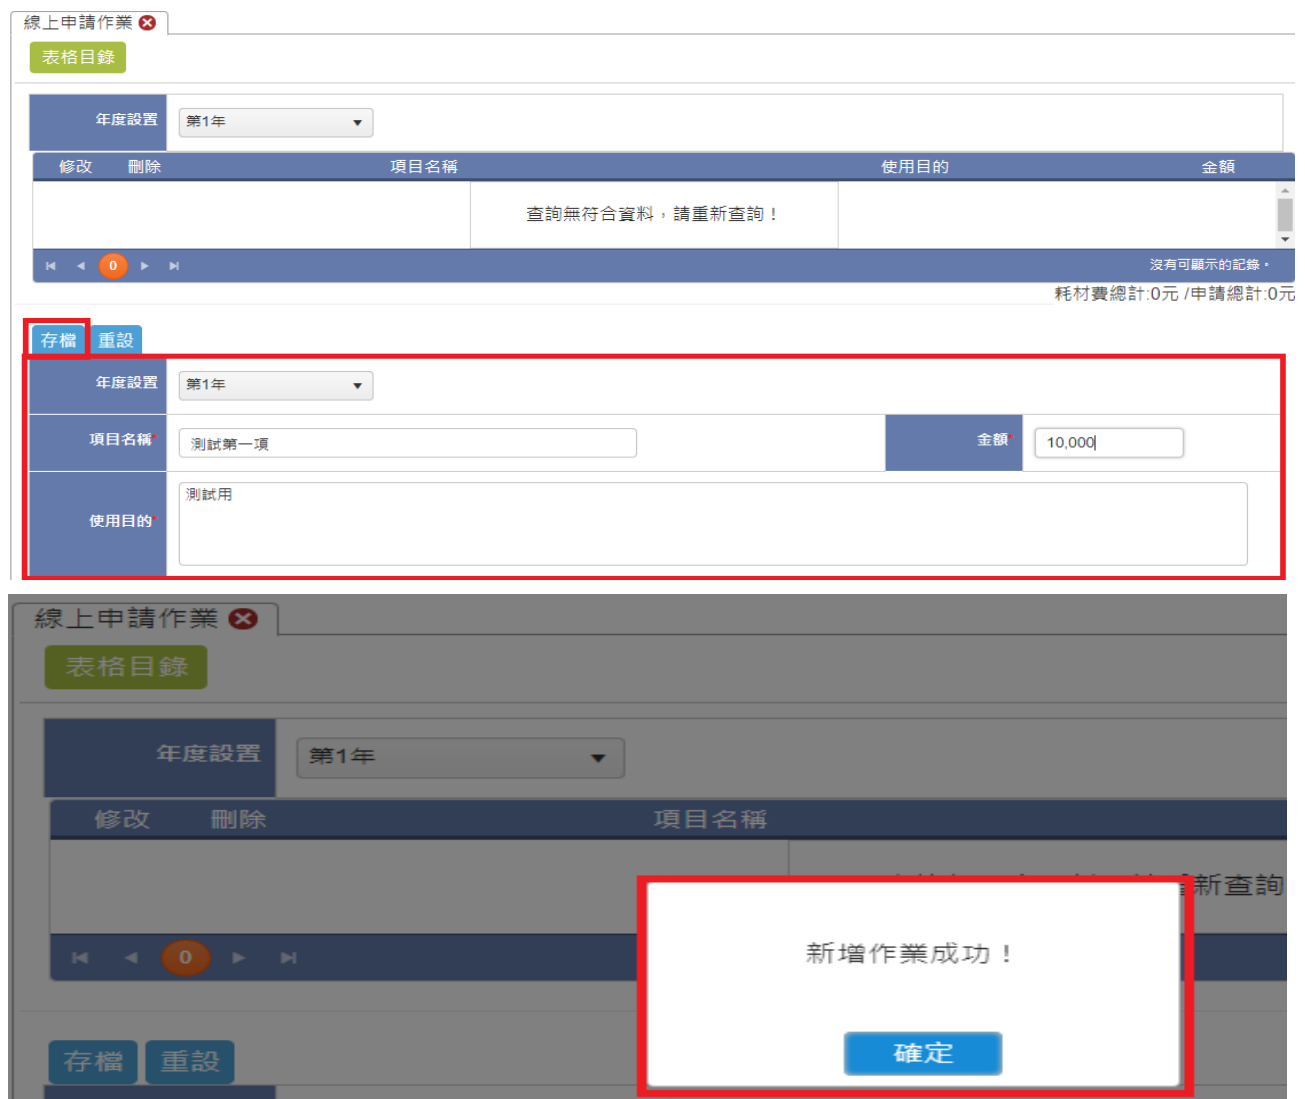 線上申請作業
表格目錄
年度設置 第1年
修改 刪除 項目名稱 使用目的 金額
查詢無符合資料，請重新查詢！
0 沒有可顯示的記錄。
耗材費總計:0元 /申請總計:0元
存檔 重設
年度設置 第1年
項目名稱* 測試第一項 金額* 10,000
使用目的* 測試用
線上申請作業
表格目錄
年度設置 第1年
修改 刪除 項目名稱
新查詢
新增作業成功！
0
確定
存檔 重設